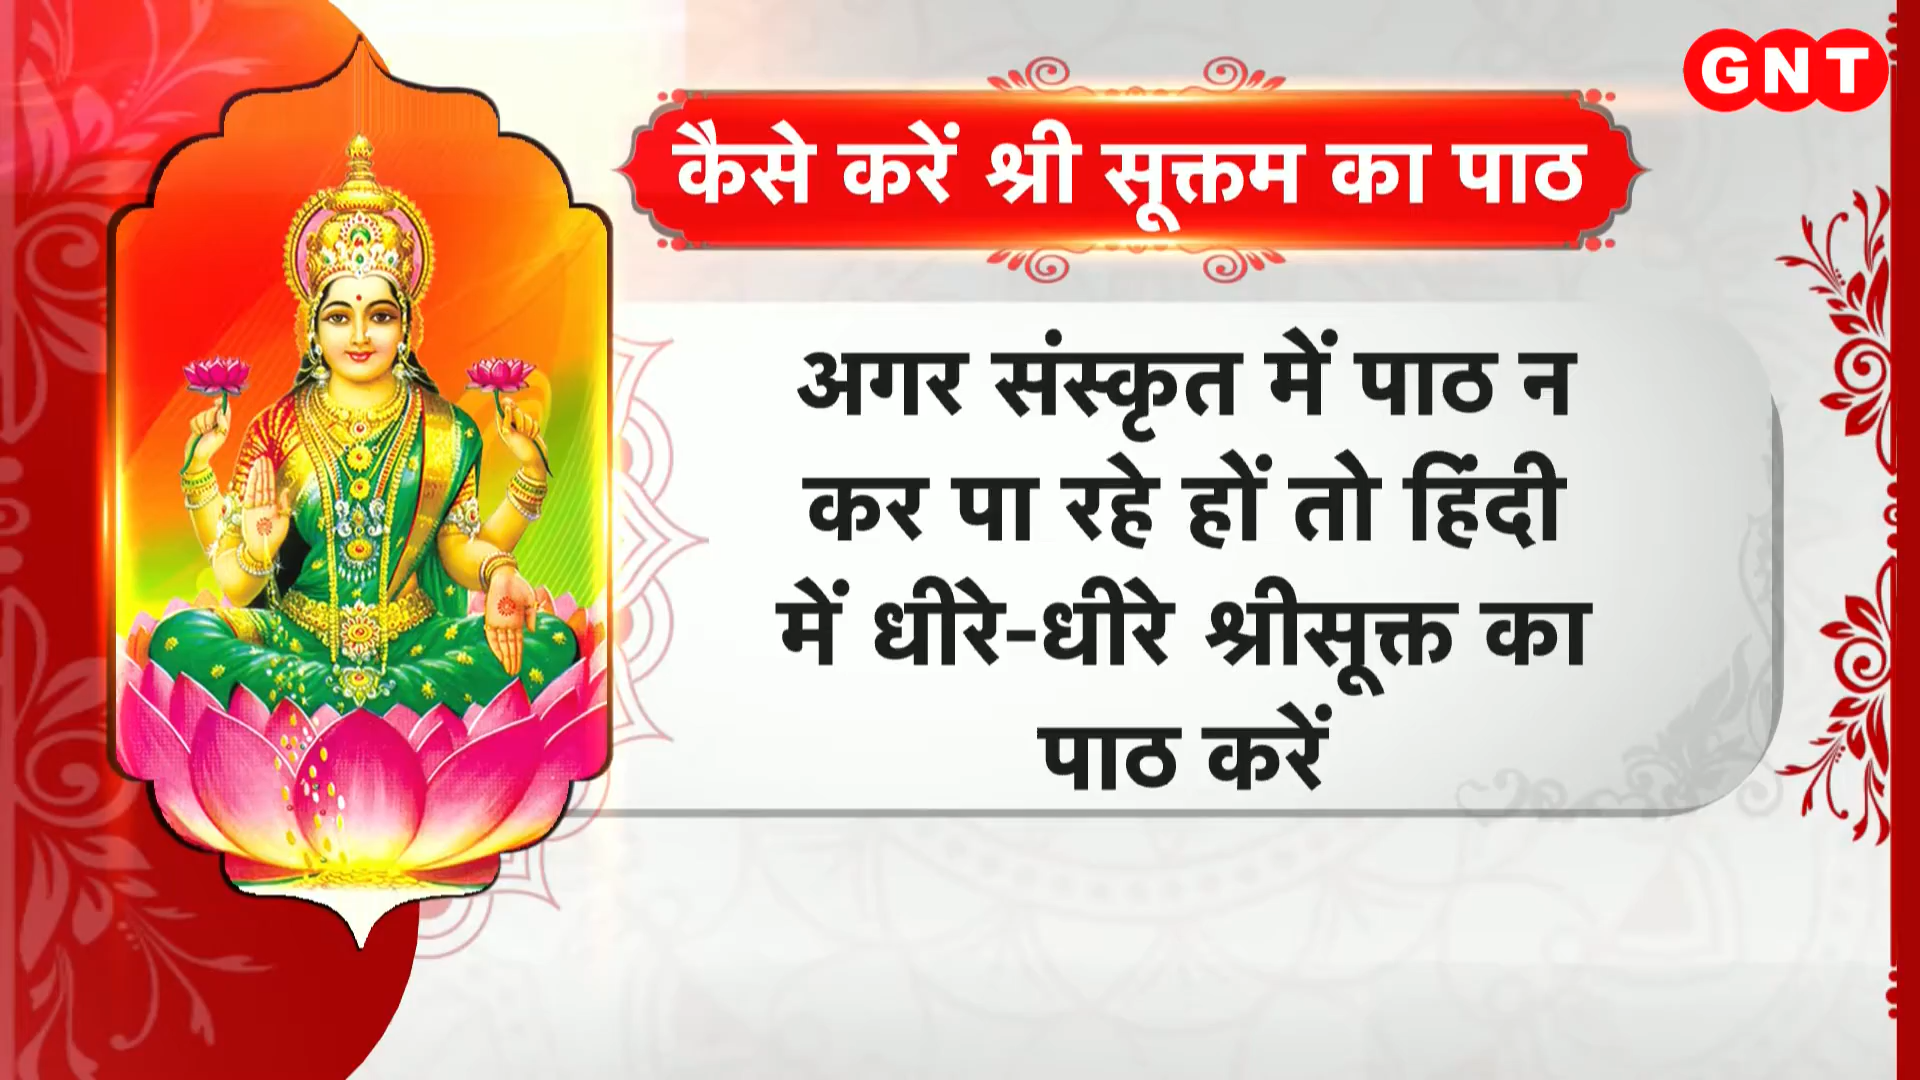 GNT
कैसे करें श्री सूक्तम का पाठ
अगर संस्कृत में पाठ न
कर पा रहे हों तो हिंदी
में धीरे-धीरे श्रीसूक्त का
पाठ करें